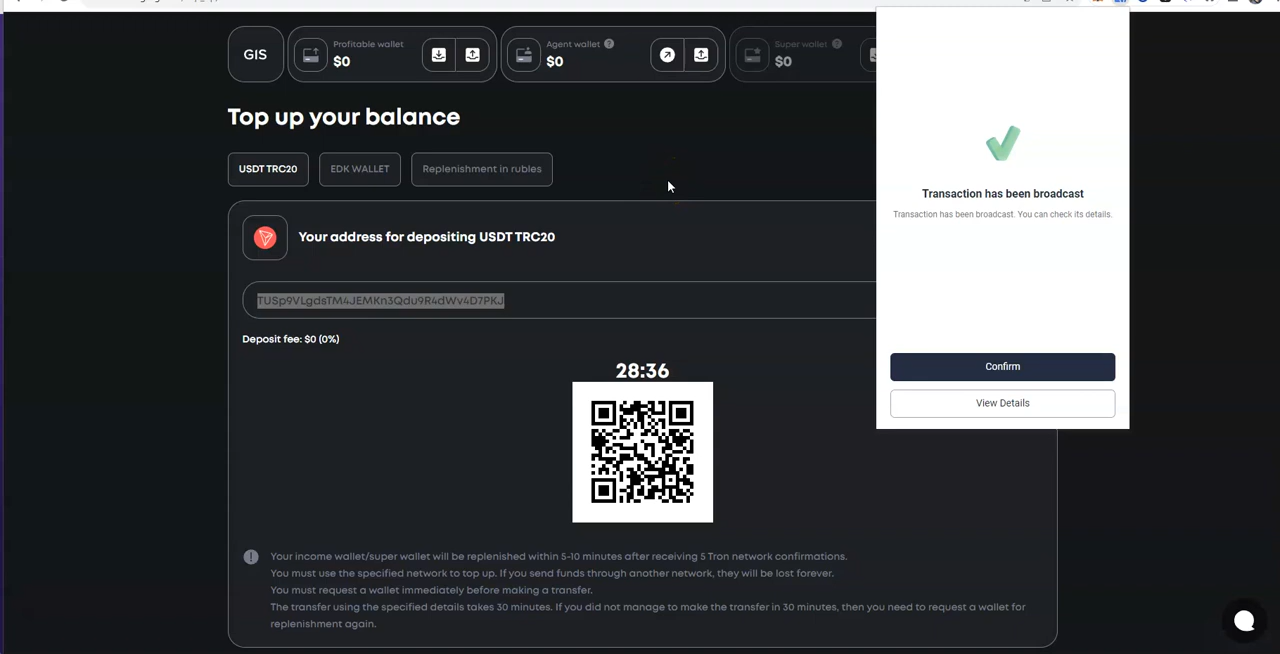 GIS
Profitable wallet
$0
Agent wallet ?
$0
Super wallet ?
$0
Top up your balance
USDT TRC20
EDK WALLET
Replenishment in rubles
Your address for depositing USDT TRC20
TUSp9VLgdsTM4JEMKn3Qdu9R4dWv4D7PKJ
Deposit fee: $0 (0%)
28:36
Your income wallet/super wallet will be replenished within 5-10 minutes after receiving 5 Tron network confirmations.
You must use the specified network to top up. If you send funds through another network, they will be lost forever.
You must request a wallet immediately before making a transfer.
The transfer using the specified details takes 30 minutes. If you did not manage to make the transfer in 30 minutes, then you need to request a wallet for
replenishment again.
Transaction has been broadcast
Transaction has been broadcast. You can check its details.
Confirm
View Details